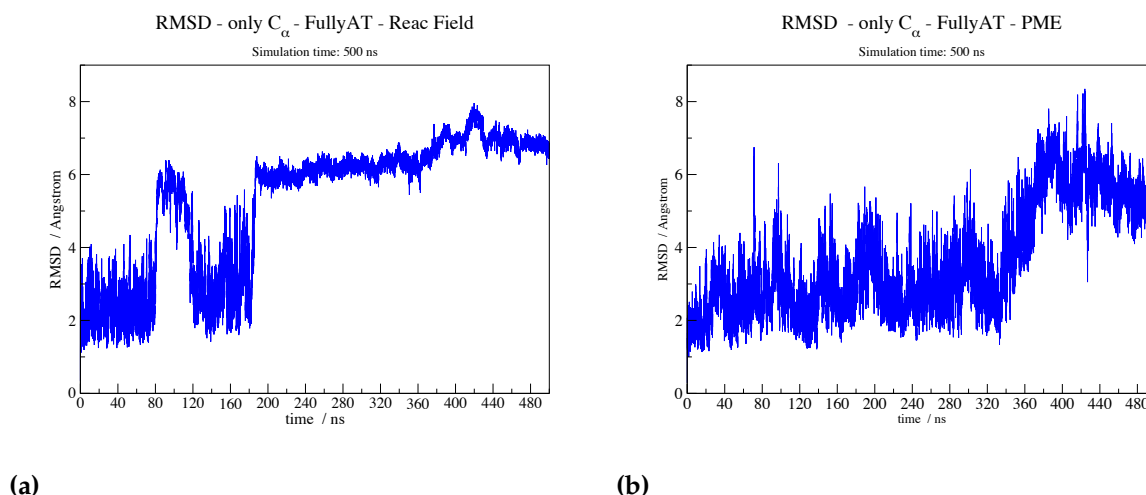 RMSD - only Cα - FullyAT - Reac Field
Simulation time: 500 ns
RMSD / Angstrom
8
6
4
2
0
0 40 80 120 160 200 240 280 320 360 400 440 480
time / ns
(a)
RMSD - only Cα - FullyAT - PME
Simulation time: 500 ns
RMSD / Angstrom
8
6
4
2
0
0 40 80 120 160 200 240 280 320 360 400 440 480
time / ns
(b)